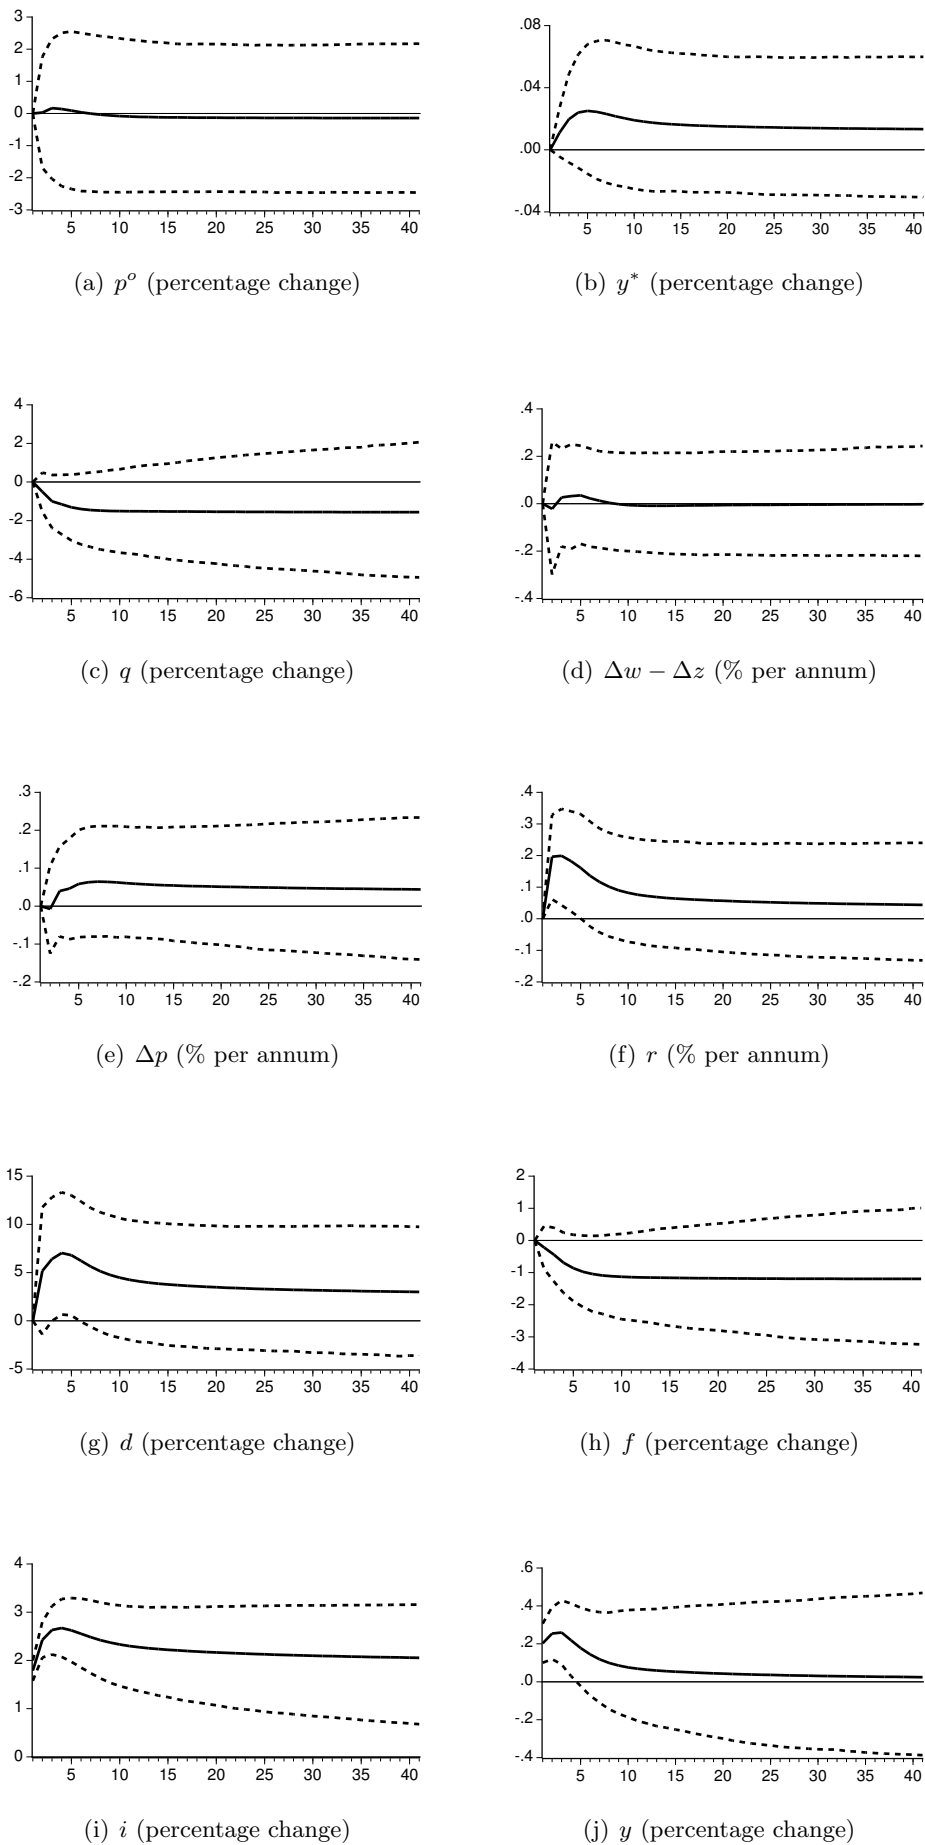 3
2
1
0
-1
-2
-3
5 10 15 20 25 30 35 40
(a) p^o (percentage change)
.08
.04
.00
-.04
5 10 15 20 25 30 35 40
(b) y* (percentage change)
4
2
0
-2
-4
-6
5 10 15 20 25 30 35 40
(c) q (percentage change)
.4
.2
.0
-.2
-.4
5 10 15 20 25 30 35 40
(d) Δw − Δz (% per annum)
.3
.2
.1
.0
-.1
-.2
5 10 15 20 25 30 35 40
(e) Δp (% per annum)
.4
.3
.2
.1
.0
-.1
-.2
5 10 15 20 25 30 35 40
(f) r (% per annum)
15
10
5
0
-5
5 10 15 20 25 30 35 40
(g) d (percentage change)
2
1
0
-1
-2
-3
-4
5 10 15 20 25 30 35 40
(h) f (percentage change)
4
3
2
1
0
5 10 15 20 25 30 35 40
(i) i (percentage change)
.6
.4
.2
.0
-.2
-.4
5 10 15 20 25 30 35 40
(j) y (percentage change)